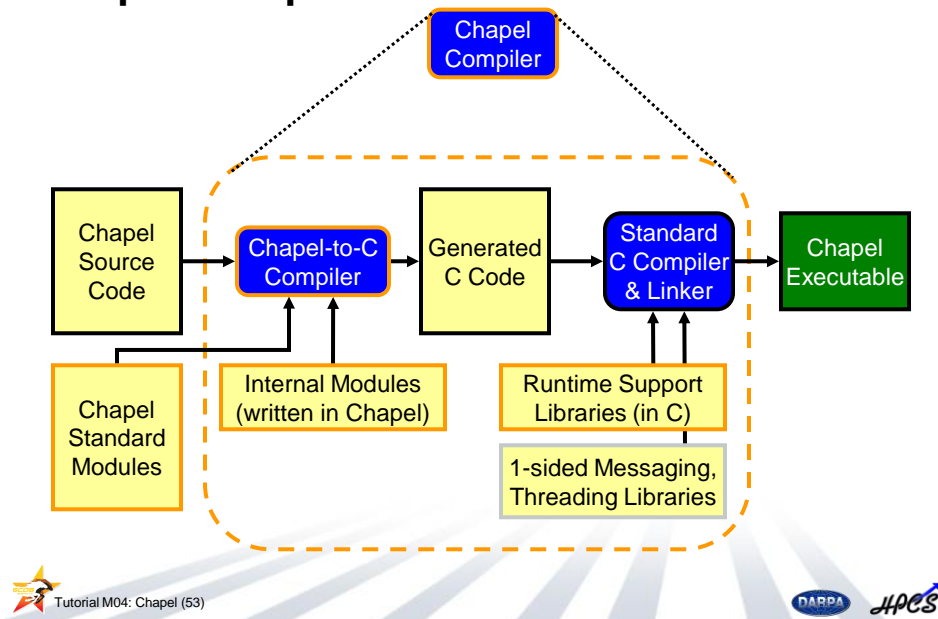 Chapel
Compiler
Chapel
Source
Code
Chapel-to-C
Compiler
Generated
C Code
Standard
C Compiler
& Linker
Chapel
Executable
Chapel
Standard
Modules
Internal Modules
(written in Chapel)
Runtime Support
Libraries (in C)
1-sided Messaging,
Threading Libraries
Tutorial M04: Chapel (53)
DARPA
HPCS